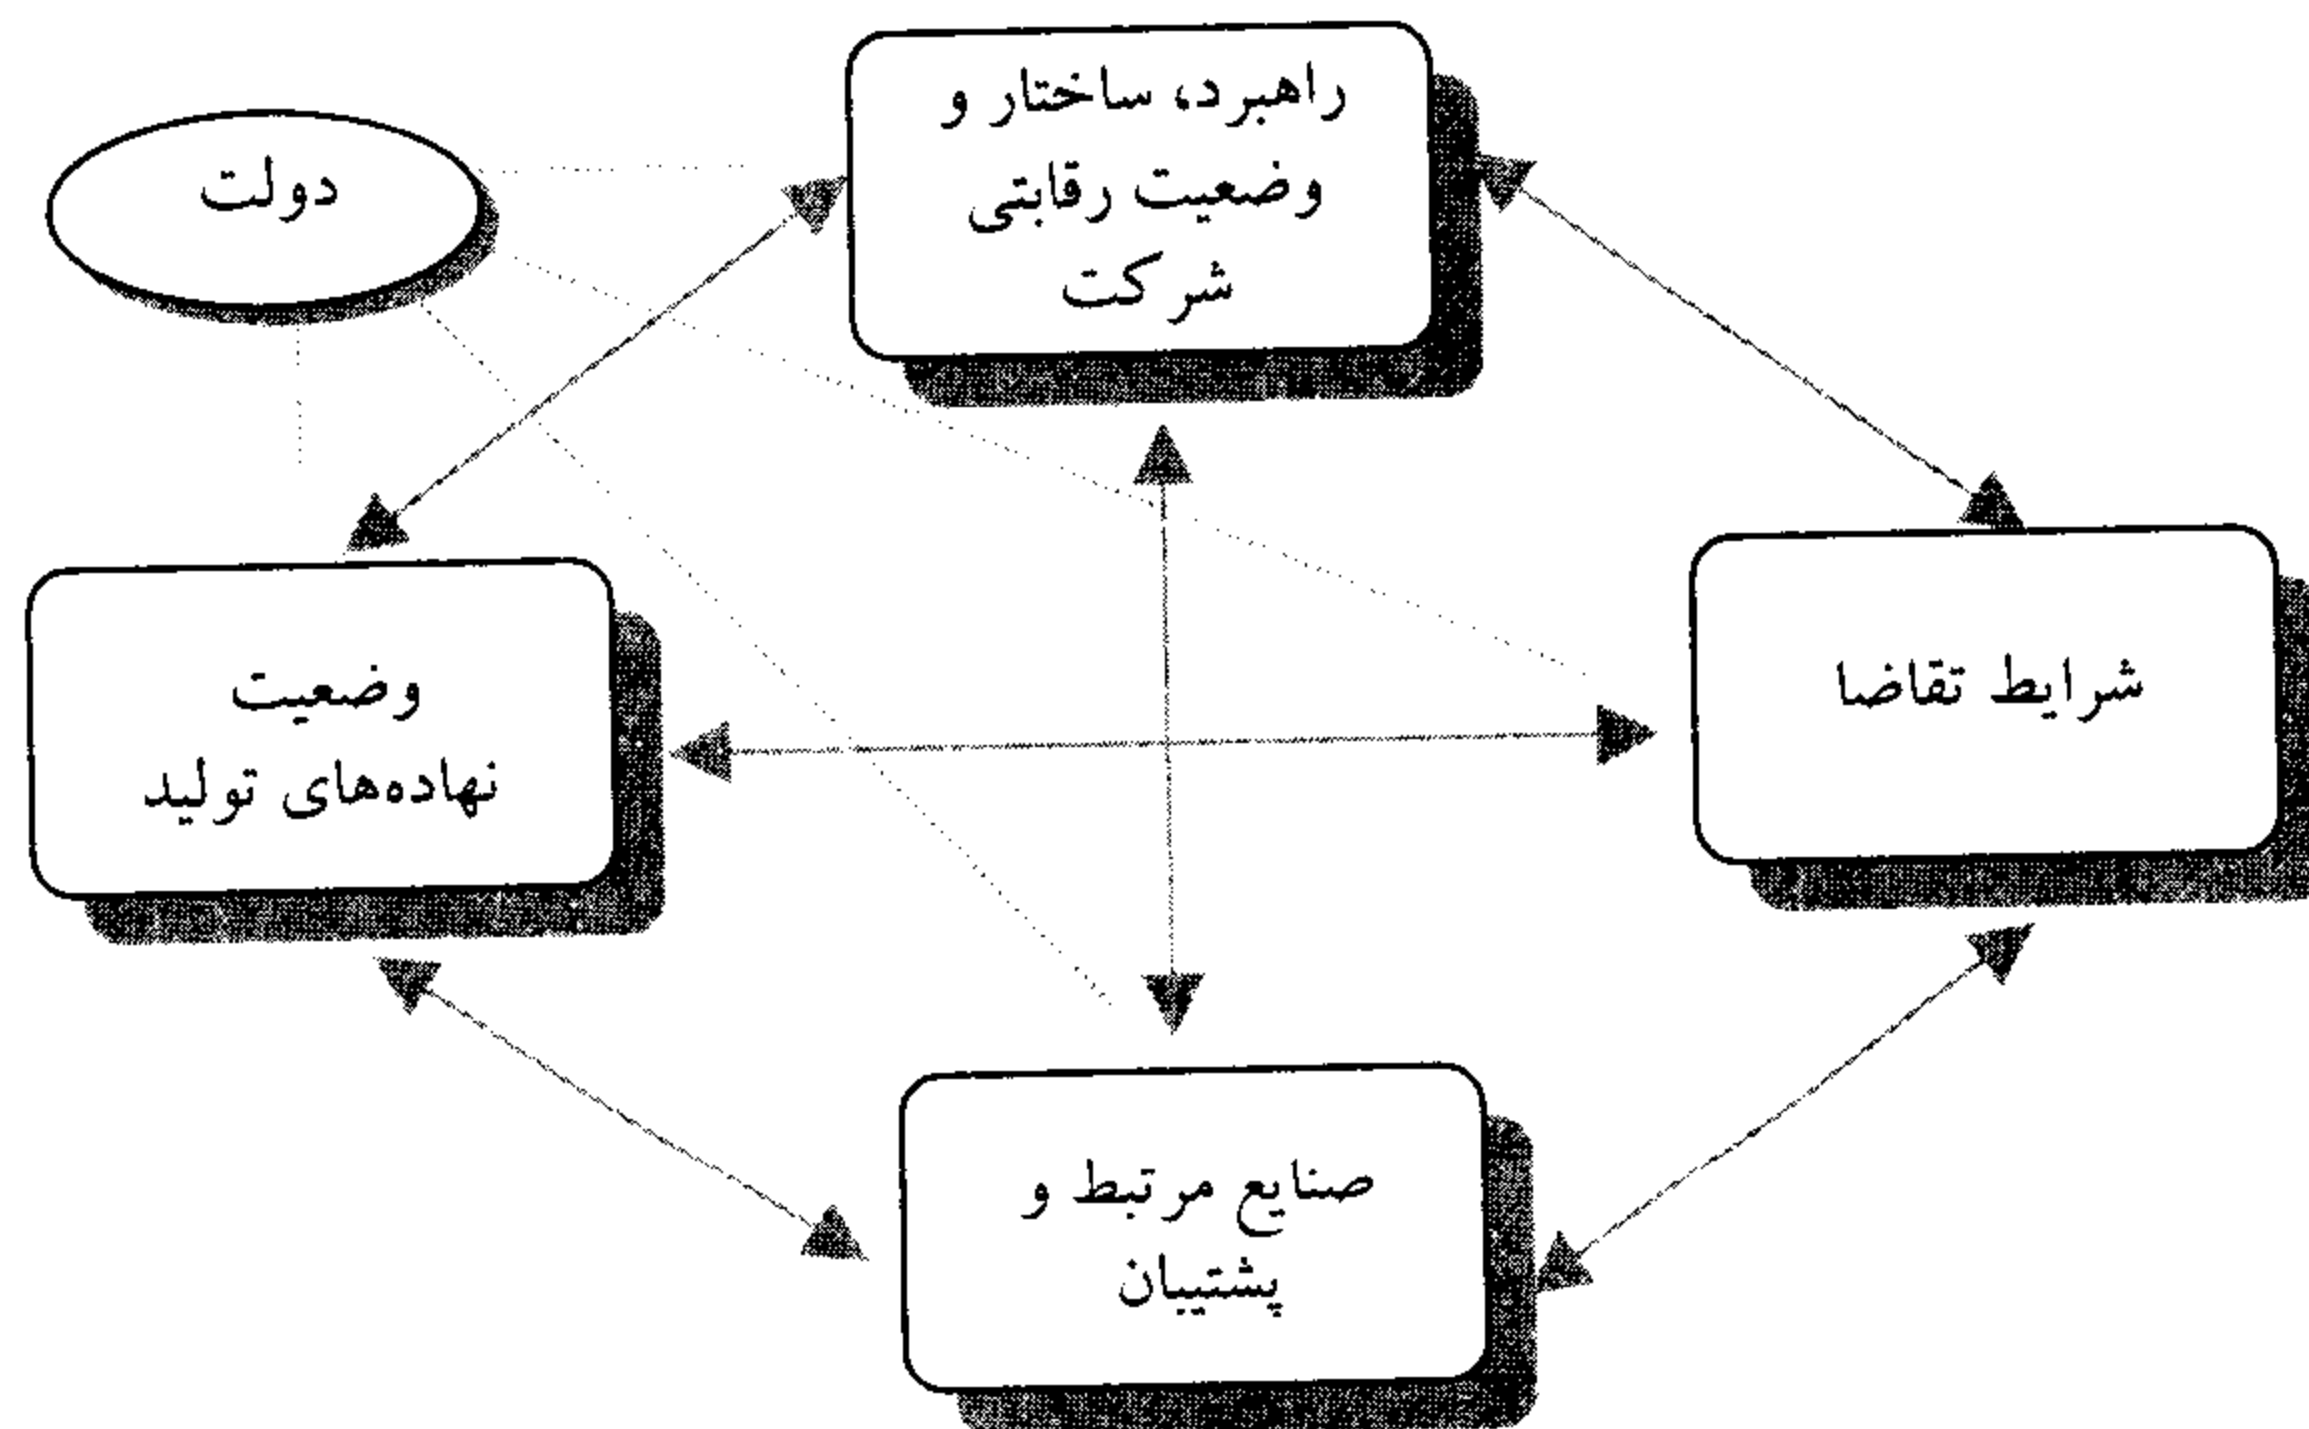 راهبرد، ساختار و
وضعیت رقابتی
شرکت
دولت
شرایط تقاضا
وضعیت
نهاده‌های تولید
صنایع مرتبط و
پشتیبان